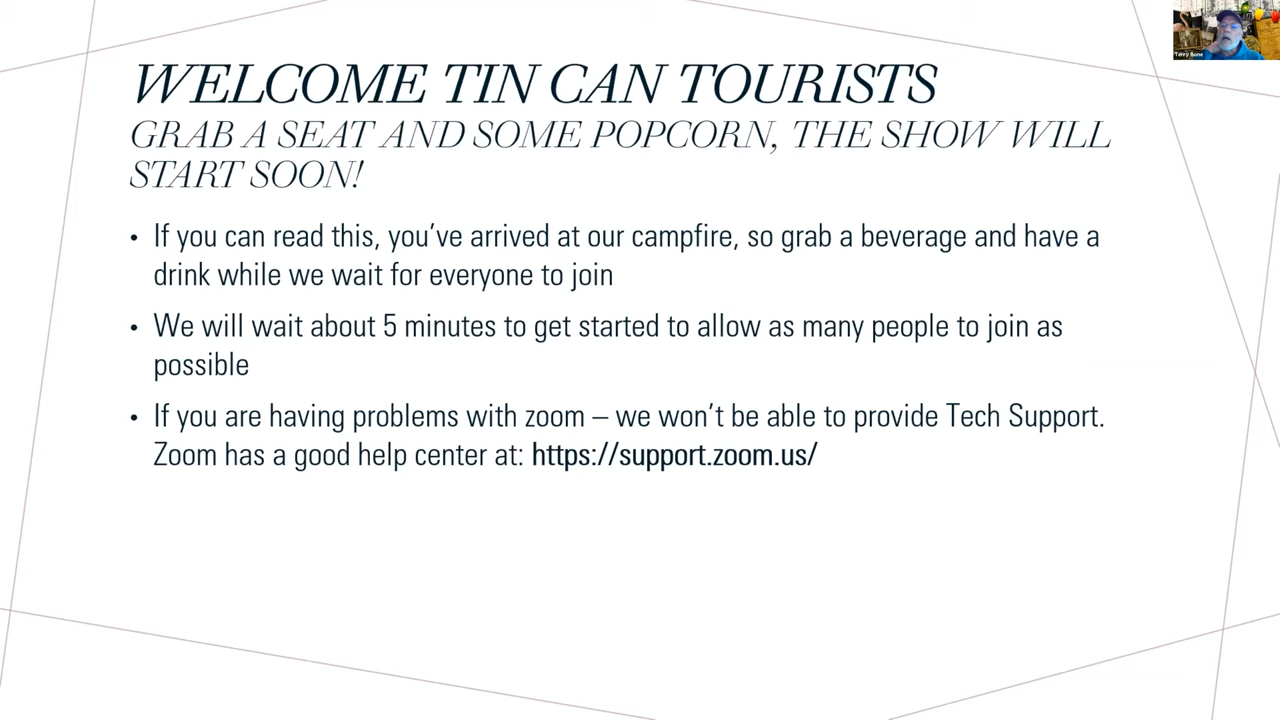 WELCOME TIN CAN TOURISTS
GRAB A SEAT AND SOME POPCORN, THE SHOW WILL
START SOON!
• If you can read this, you’ve arrived at our campfire, so grab a beverage and have a
drink while we wait for everyone to join
• We will wait about 5 minutes to get started to allow as many people to join as
possible
• If you are having problems with zoom – we won’t be able to provide Tech Support.
Zoom has a good help center at: https://support.zoom.us/
Terry Bone